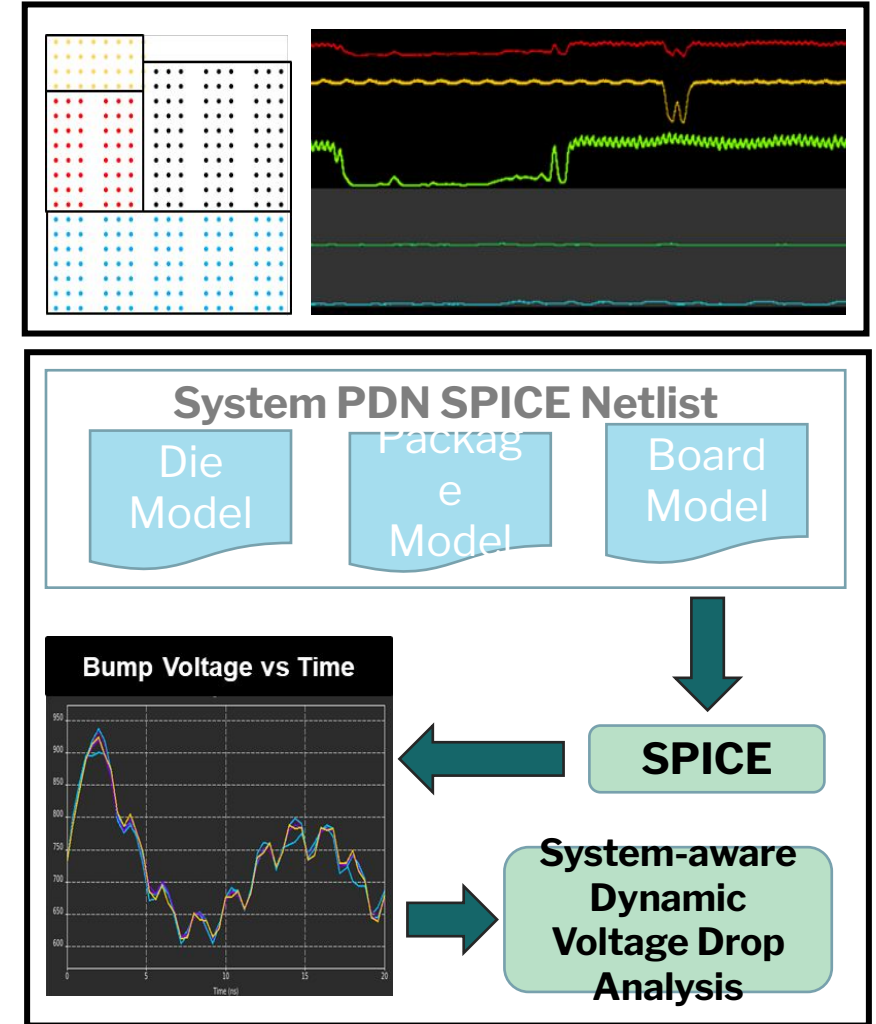 System PDN SPICE Netlist
Die
Model
Packag
e
Model
Board
Model
Bump Voltage vs Time
950
900
850
800
750
700
650
600
0
5
10
15
20
Time (ns)
SPICE
System-aware
Dynamic
Voltage Drop
Analysis